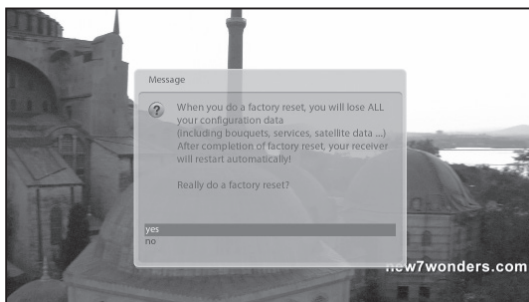 Message
When you do a factory reset, you will lose ALL
your configuration data
(including bouquets, services, satellite data ...)
After completion of factory reset, your receiver
will restart automatically!
Really do a factory reset?
yes
no
new7wonders.com